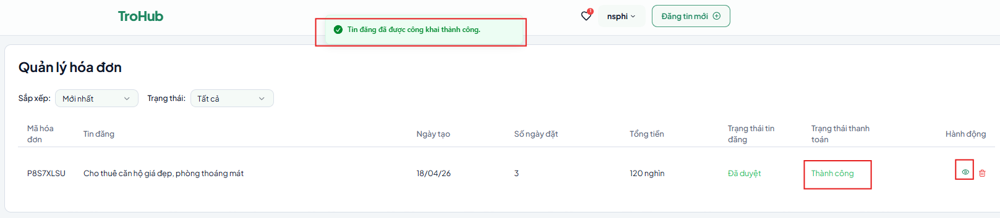 TroHub
1
nsphi
Đăng tin mới
Tin đăng đã được công khai thành công.
Quản lý hóa đơn
Sắp xếp: Mới nhất Trạng thái: Tất cả
Mã hóa đơn Tin đăng Ngày tạo Số ngày đặt Tổng tiền Trạng thái tin đăng Trạng thái thanh toán Hành động
P8S7XLSU Cho thuê căn hộ giá đẹp, phòng thoáng mát 18/04/26 3 120 nghìn Đã duyệt Thành công